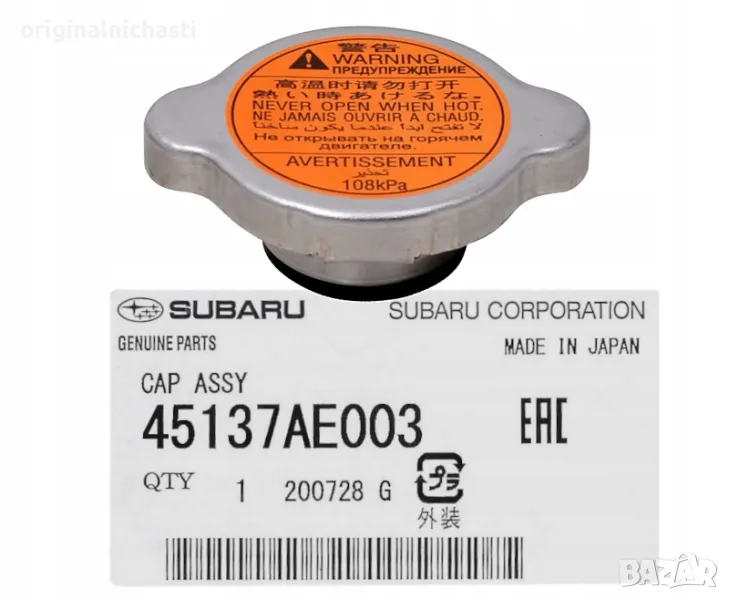 originalnichasti
警告
WARNING
ПРЕДУПРЕЖДЕНИЕ
高温时请勿打开
熱い時あけるな。
NEVER OPEN WHEN HOT.
NE JAMAIS OUVRIR À CHAUD.
لا تفتح ابداً عندما يكون ساخناً
Не открывать на горячем
двигателе.
AVERTISSEMENT
تحذير
108kPa
SUBARU SUBARU CORPORATION
GENUINE PARTS MADE IN JAPAN
CAP ASSY
45137AE003 EAC
QTY 1 200728 G プラ
外装
BAZAR